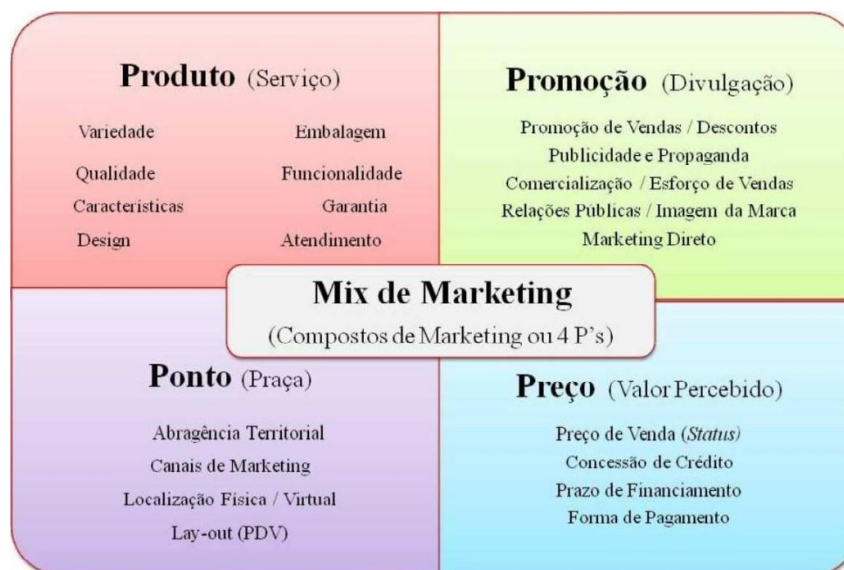 Produto (Serviço)
Variedade Embalagem
Qualidade Funcionalidade
Características Garantia
Design Atendimento
Promoção (Divulgação)
Promoção de Vendas / Descontos
Publicidade e Propaganda
Comercialização / Esforço de Vendas
Relações Públicas / Imagem da Marca
Marketing Direto
Mix de Marketing
(Compostos de Marketing ou 4 P's)
Ponto (Praça)
Abragência Territorial
Canais de Marketing
Localização Física / Virtual
Lay-out (PDV)
Preço (Valor Percebido)
Preço de Venda (Status)
Concessão de Crédito
Prazo de Financiamento
Forma de Pagamento